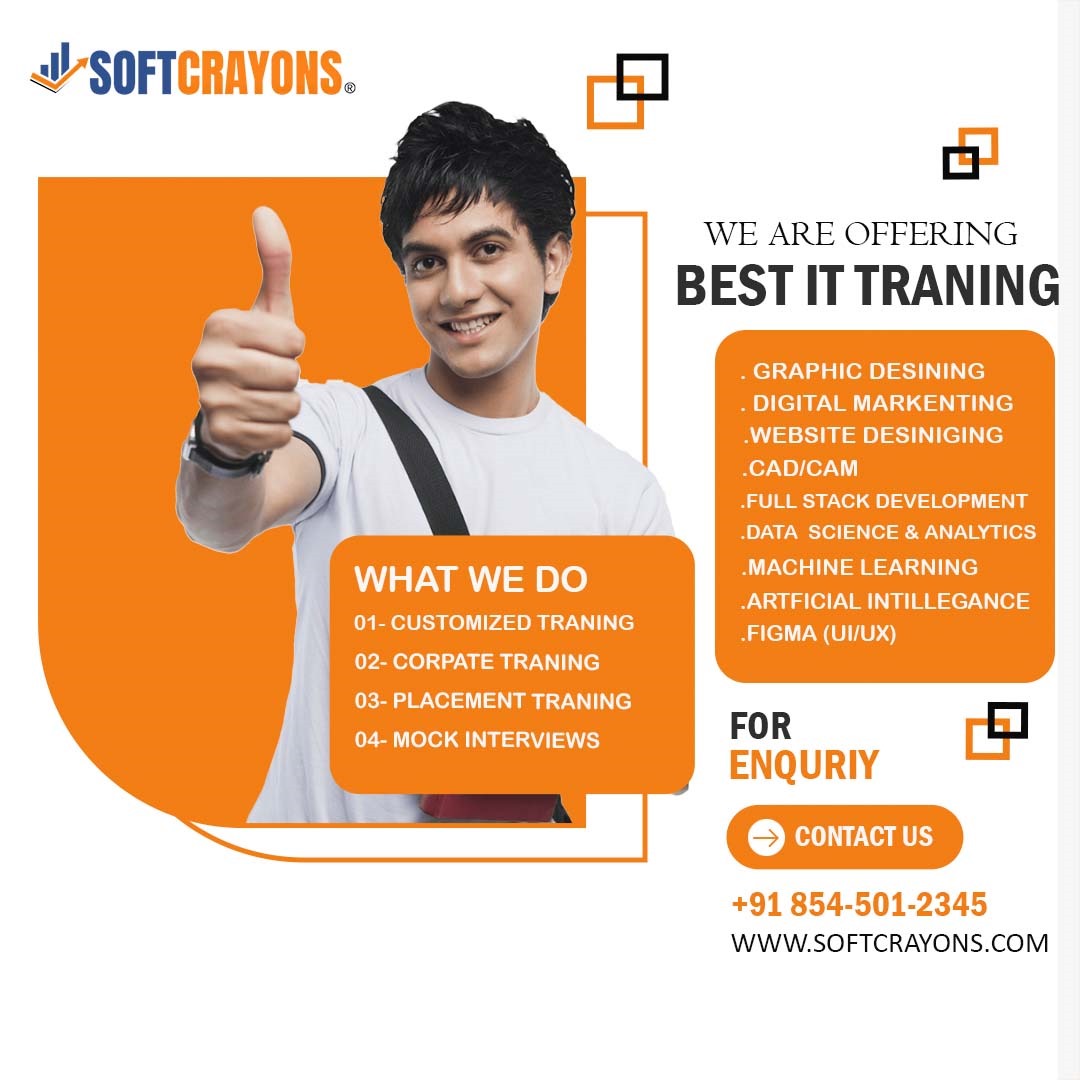 SOFTCRAYONS®
WE ARE OFFERING
BEST IT TRANING
. GRAPHIC DESINING
. DIGITAL MARKENTING
.WEBSITE DESINIGING
.CAD/CAM
.FULL STACK DEVELOPMENT
.DATA SCIENCE & ANALYTICS
.MACHINE LEARNING
.ARTFICIAL INTILLEGANCE
.FIGMA (UI/UX)
WHAT WE DO
01- CUSTOMIZED TRANING
02- CORPATE TRANING
03- PLACEMENT TRANING
04- MOCK INTERVIEWS
FOR
ENQURIY
CONTACT US
+91 854-501-2345
WWW.SOFTCRAYONS.COM